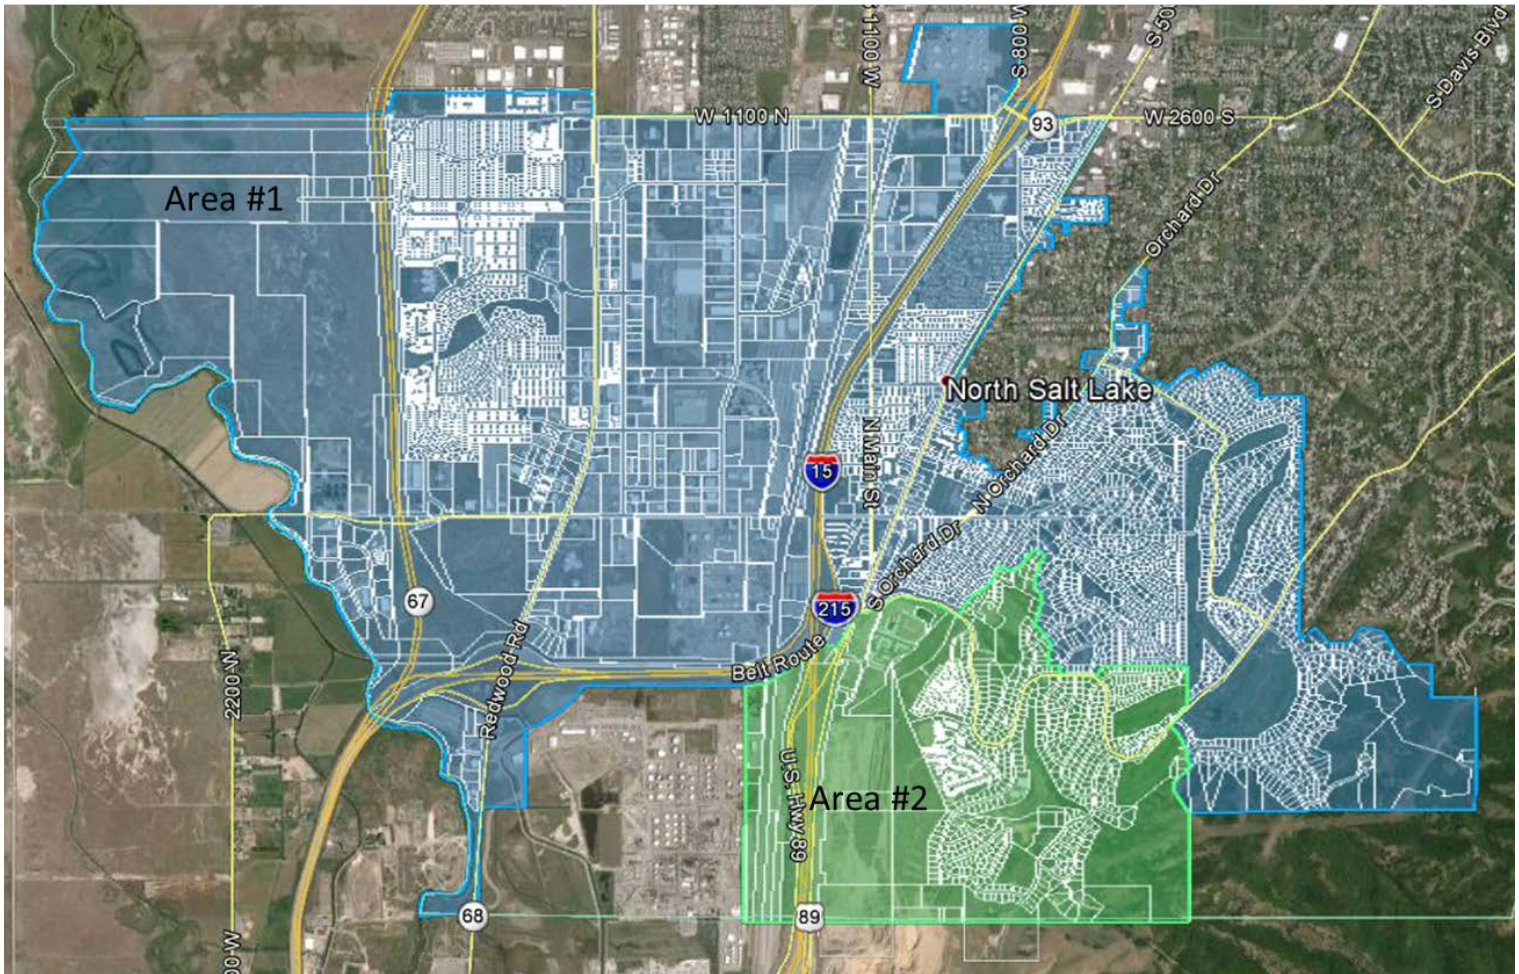 S 1100 W
S 800 W
S 500
S Davis Blvd
W 1100 N
93
W 2600 S
Area #1
Orchard Dr
North Salt Lake
N Main St
N Orchard Dr
15
S Orchard Dr
67
215
Redwood Rd
Belt Route
2200 W
U.S. Hwy 89
Area #2
68
89
00 W